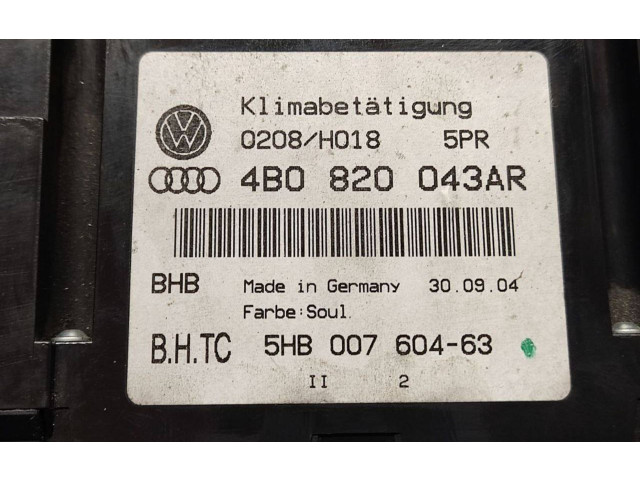 Klimabetätigung
0208/H018 5PR
4B0 820 043AR
BHB Made in Germany 30.09.04
Farbe:Soul
B.H.TC 5HB 007 604-63
II 2